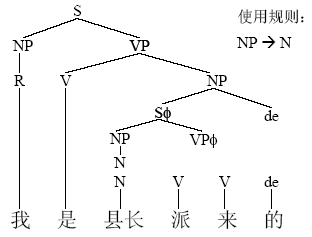 S
使用规则：
NP VP
NP → N
R V NP
Sϕ de
NP VPϕ
N
N V V de
我 是 县长 派 来 的